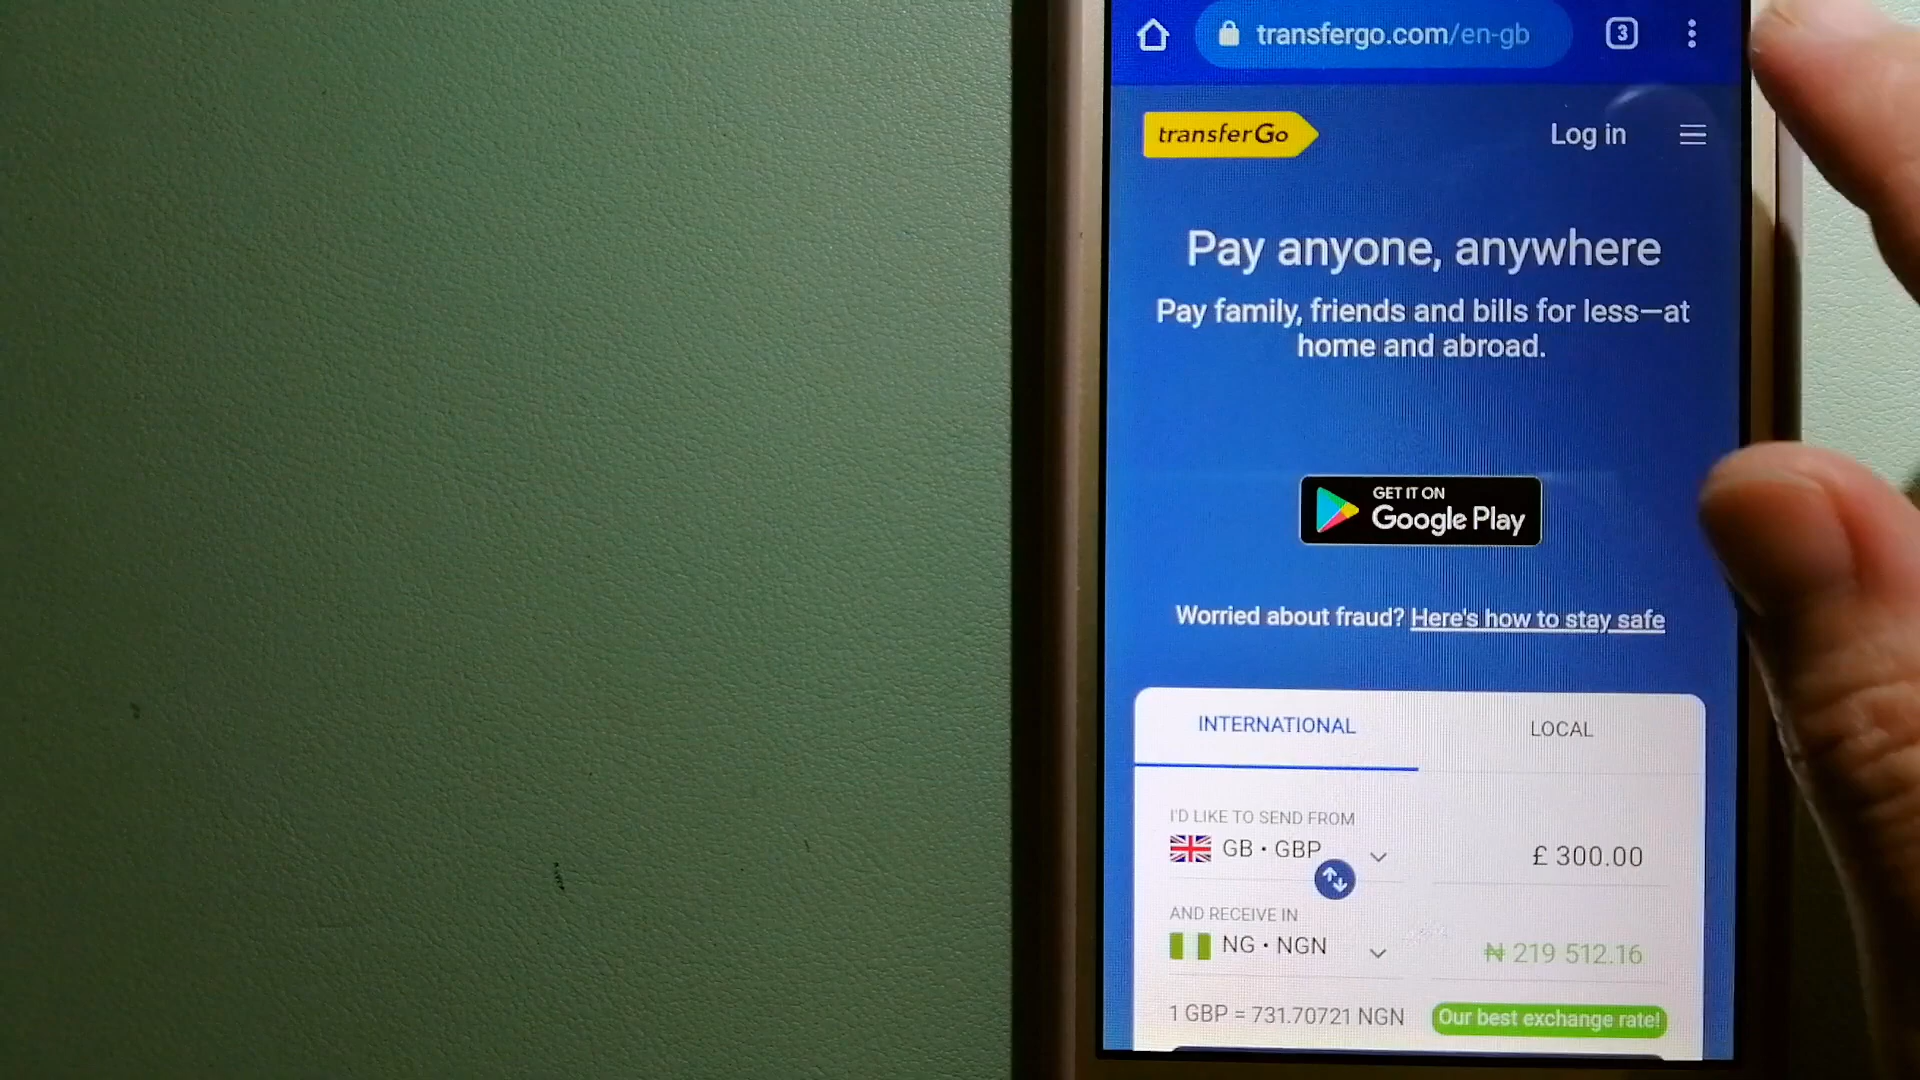 transfergo.com/en-gb
3
transferGo
Log in
Pay anyone, anywhere
Pay family, friends and bills for less—at
home and abroad.
GET IT ON
Google Play
Worried about fraud? Here's how to stay safe
INTERNATIONAL
LOCAL
I'D LIKE TO SEND FROM
GB • GBP
£ 300.00
AND RECEIVE IN
NG • NGN
₦ 219 512.16
1 GBP = 731.70721 NGN
Our best exchange rate!